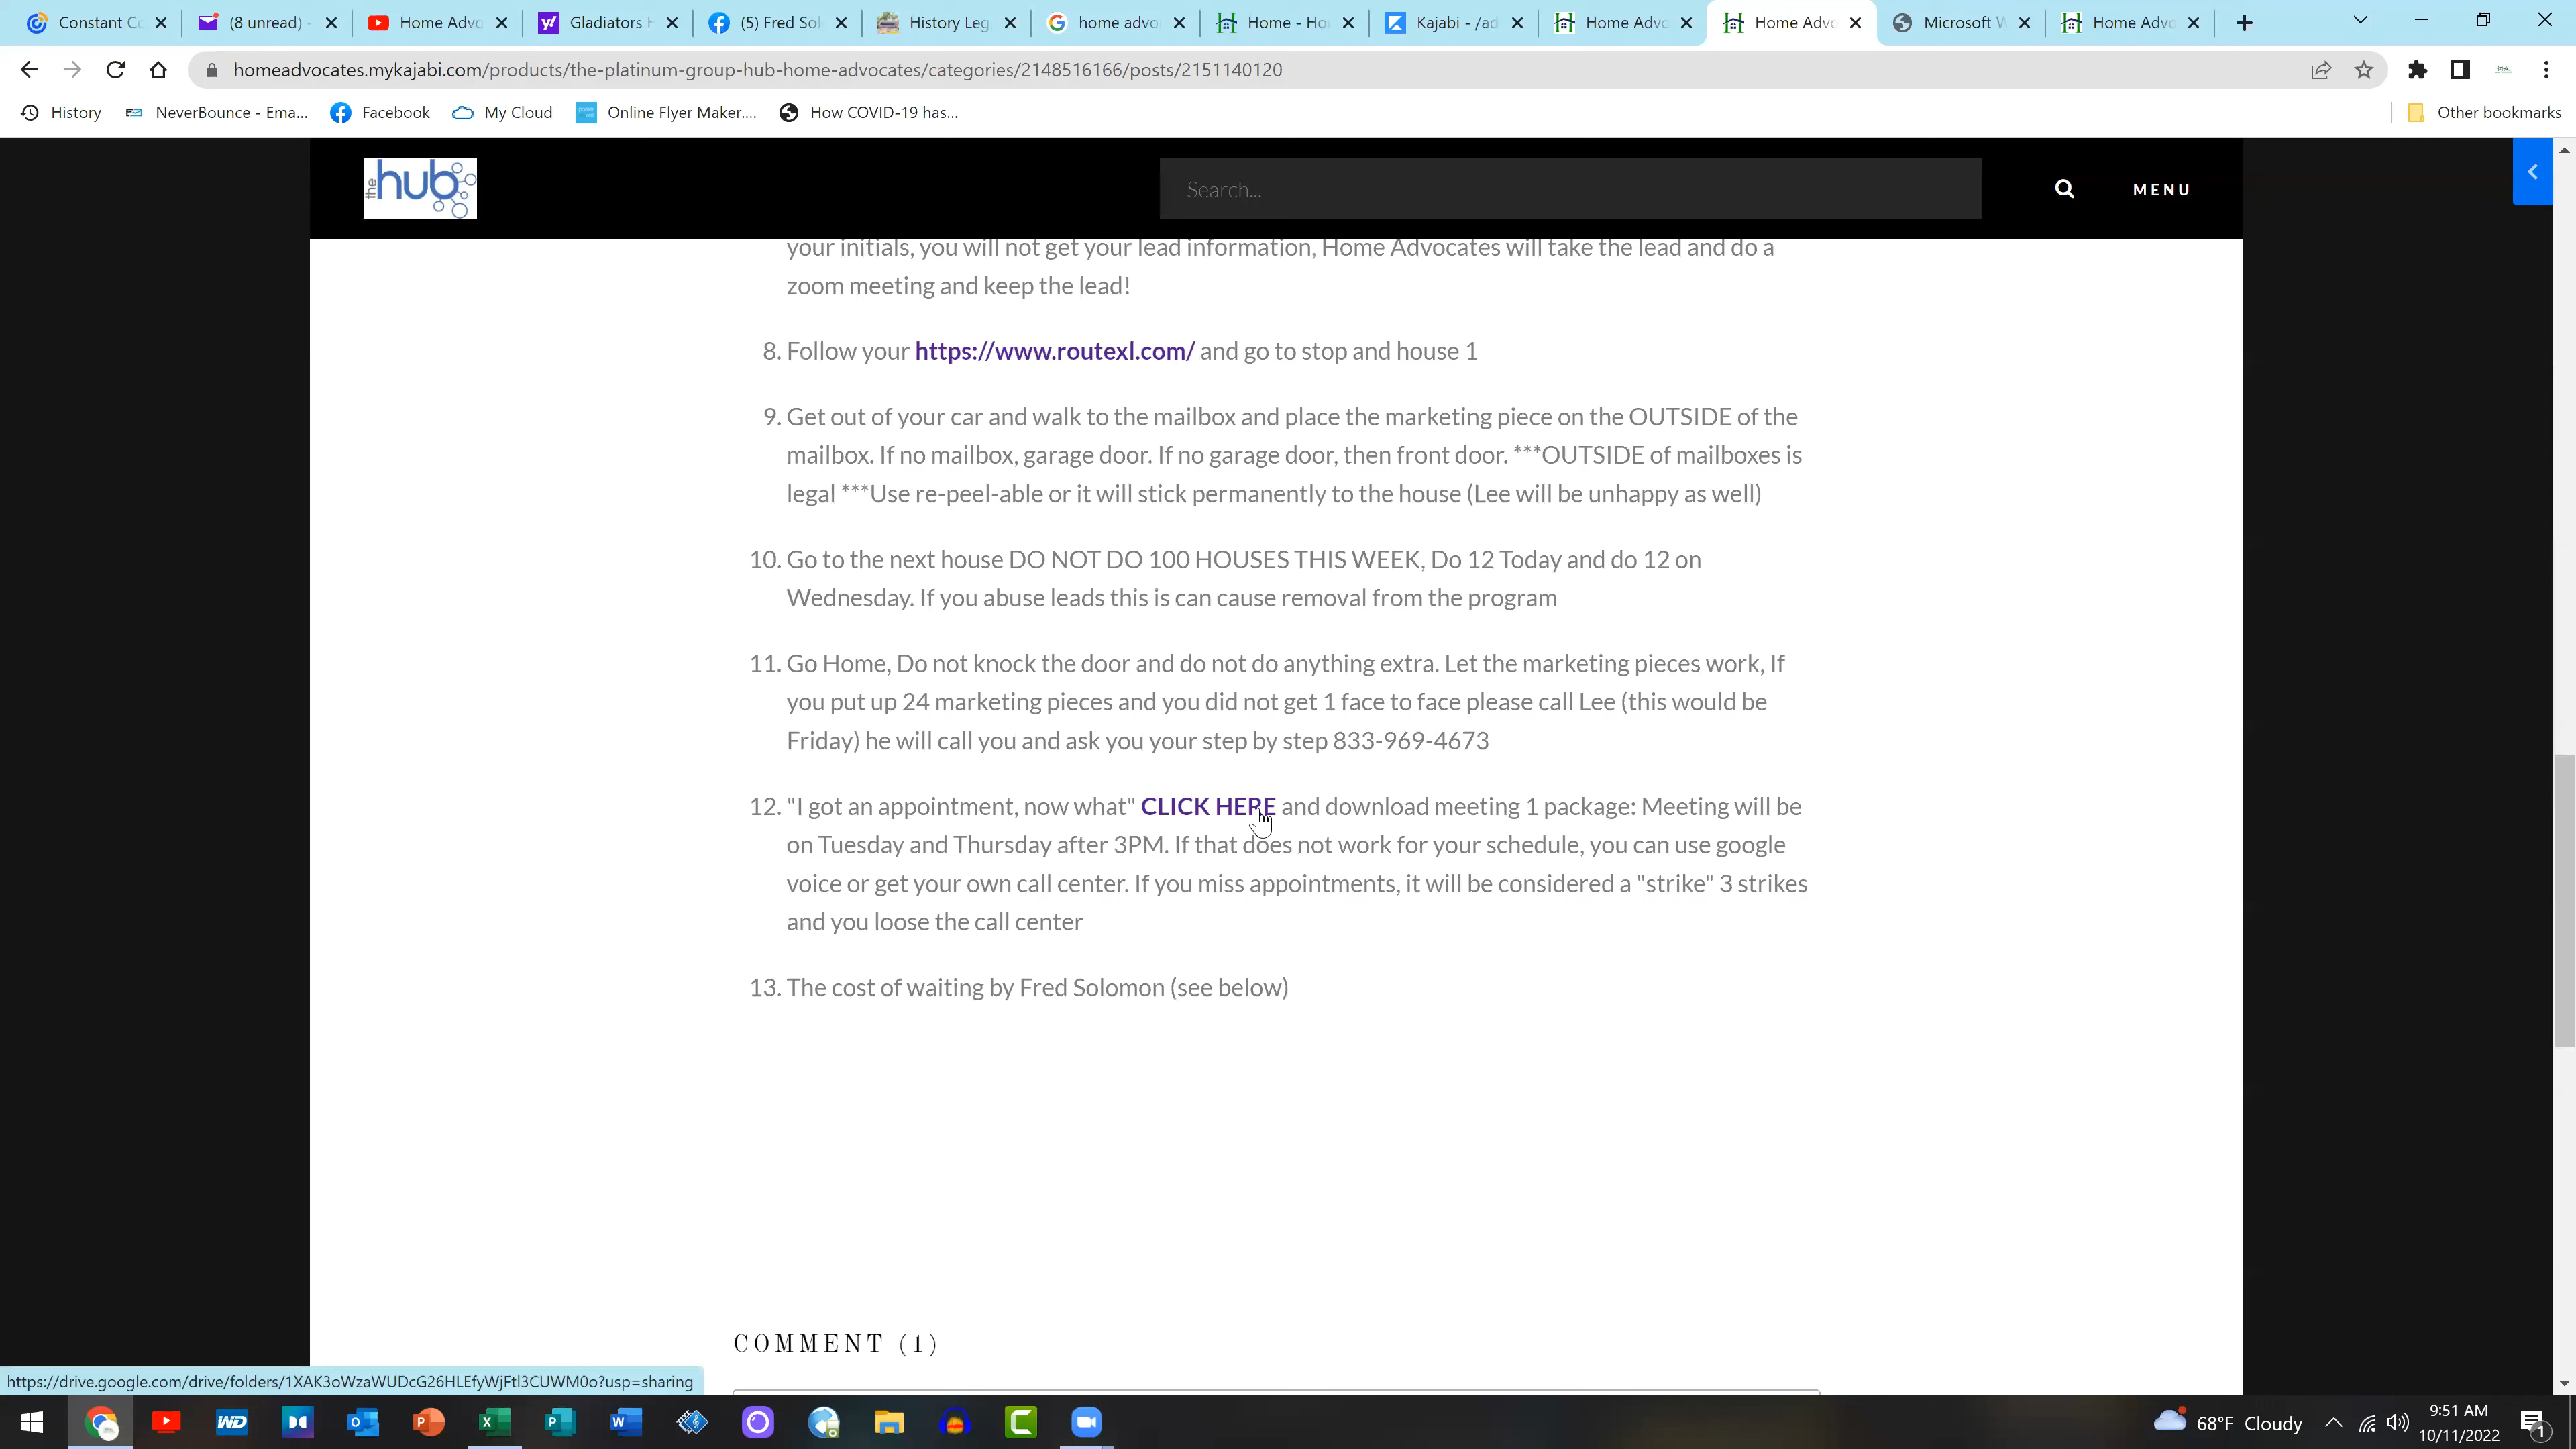 Constant Co
(8 unread) -
Home Advo
Gladiators H
(5) Fred Sol
History Leg
home advo
Home - Ho
Kajabi - /ad
Home Advo
Home Advo
Microsoft W
Home Advo
homeadvocates.mykajabi.com/products/the-platinum-group-hub-home-advocates/categories/2148516166/posts/2151140120
History
NeverBounce - Ema...
Facebook
My Cloud
Online Flyer Maker....
How COVID-19 has...
Other bookmarks
the hub
Search...
MENU
your initials, you will not get your lead information, Home Advocates will take the lead and do a
zoom meeting and keep the lead!
8. Follow your https://www.routexl.com/ and go to stop and house 1
9. Get out of your car and walk to the mailbox and place the marketing piece on the OUTSIDE of the
mailbox. If no mailbox, garage door. If no garage door, then front door. ***OUTSIDE of mailboxes is
legal ***Use re-peel-able or it will stick permanently to the house (Lee will be unhappy as well)
10. Go to the next house DO NOT DO 100 HOUSES THIS WEEK, Do 12 Today and do 12 on
Wednesday. If you abuse leads this is can cause removal from the program
11. Go Home, Do not knock the door and do not do anything extra. Let the marketing pieces work, If
you put up 24 marketing pieces and you did not get 1 face to face please call Lee (this would be
Friday) he will call you and ask you your step by step 833-969-4673
12. "I got an appointment, now what" CLICK HERE and download meeting 1 package: Meeting will be
on Tuesday and Thursday after 3PM. If that does not work for your schedule, you can use google
voice or get your own call center. If you miss appointments, it will be considered a "strike" 3 strikes
and you loose the call center
13. The cost of waiting by Fred Solomon (see below)
COMMENT (1)
https://drive.google.com/drive/folders/1XAK3oWzaWUDcG26HLEfyWjFtl3CUWM0o?usp=sharing
68°F Cloudy
9:51 AM
10/11/2022
1